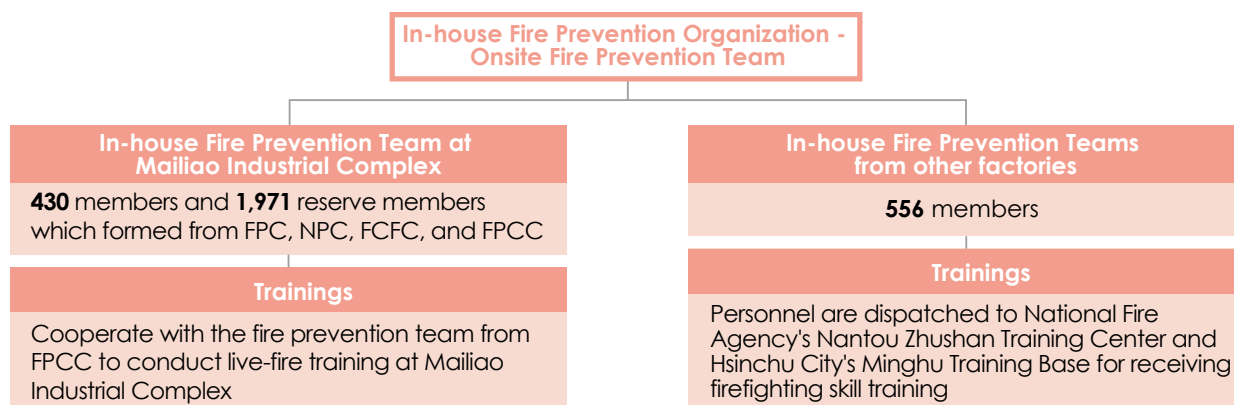 In-house Fire Prevention Organization -
Onsite Fire Prevention Team
In-house Fire Prevention Team at
Mailiao Industrial Complex
430 members and 1,971 reserve members
which formed from FPC, NPC, FCFC, and FPCC
Trainings
Cooperate with the fire prevention team from
FPCC to conduct live-fire training at Mailiao
Industrial Complex
In-house Fire Prevention Teams
from other factories
556 members
Trainings
Personnel are dispatched to National Fire
Agency's Nantou Zhushan Training Center and
Hsinchu City's Minghu Training Base for receiving
firefighting skill training